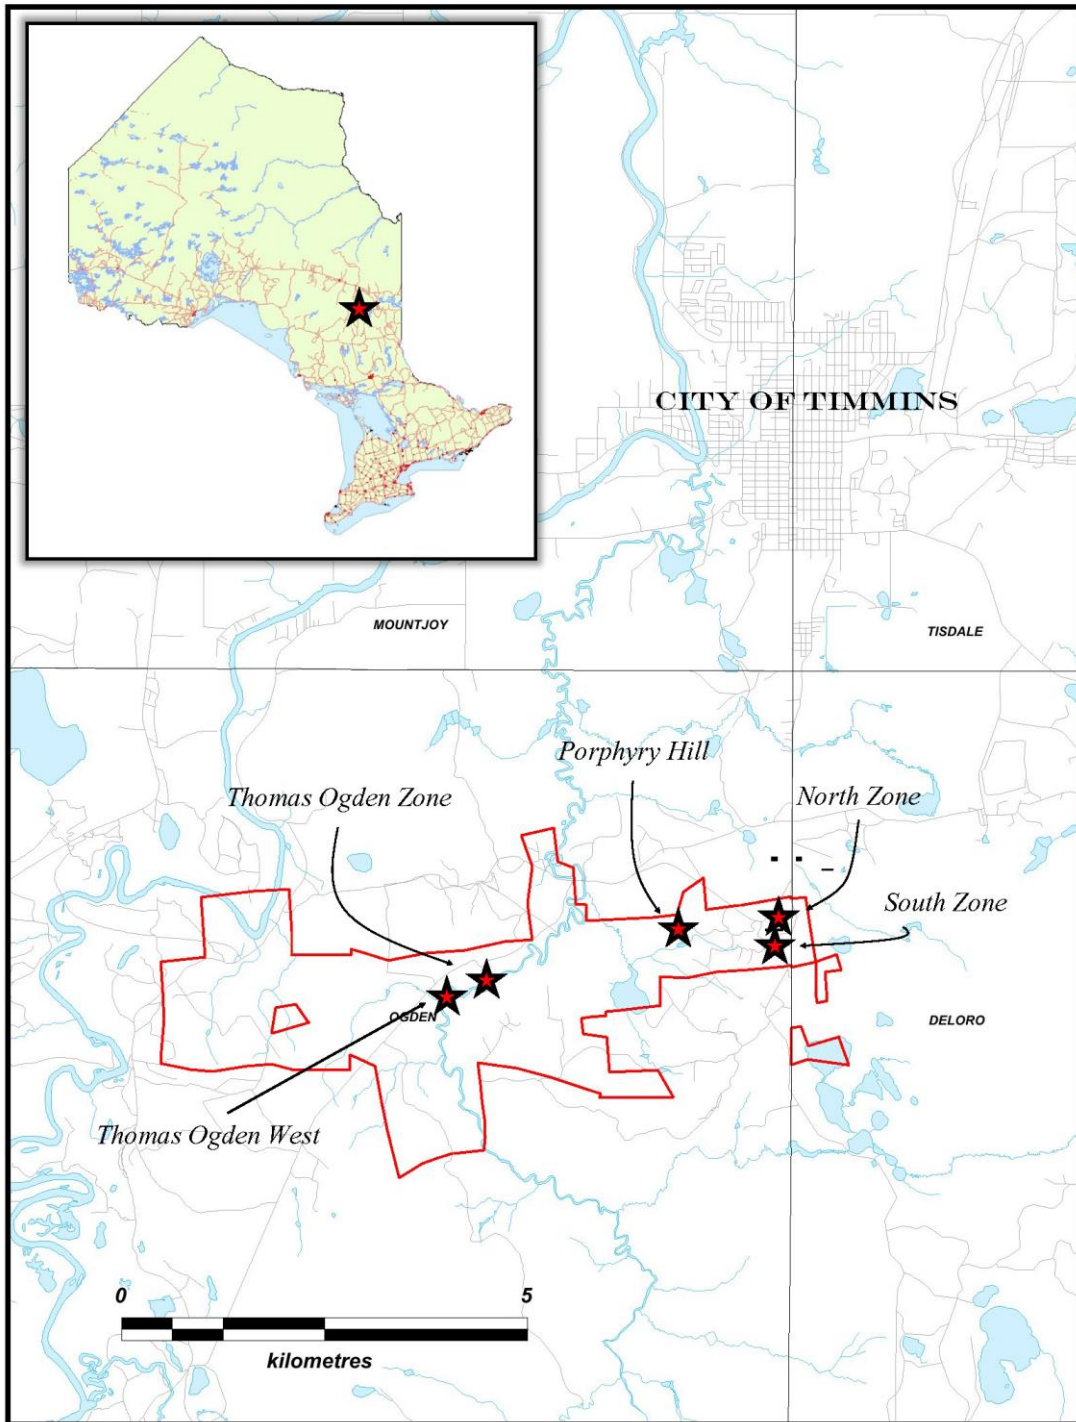 CITY OF TIMMINS
MOUNTJOY
TISDALE
Porphyry Hill
Thomas Ogden Zone
North Zone
South Zone
OGDEN
DELORO
Thomas Ogden West
0 5
kilometres